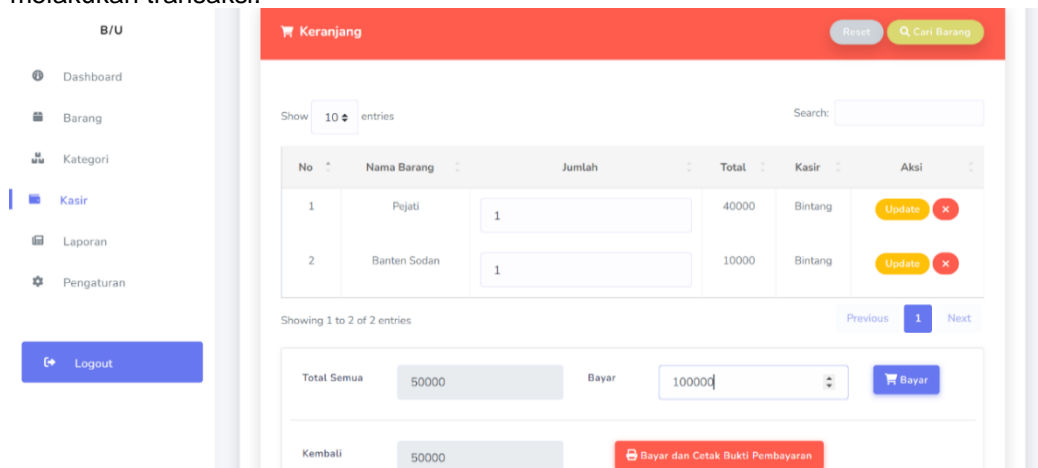 melakukan transaksi.
B/U
Dashboard
Barang
Kategori
Kasir
Laporan
Pengaturan
Logout
Keranjang
Reset
Cari Barang
Show 10 entries
Search:
No Nama Barang Jumlah Total Kasir Aksi
1 Pejati 1 40000 Bintang Update ×
2 Banten Sodan 1 10000 Bintang Update ×
Showing 1 to 2 of 2 entries
Previous 1 Next
Total Semua 50000 Bayar 100000 Bayar
Kembali 50000 Bayar dan Cetak Bukti Pembayaran